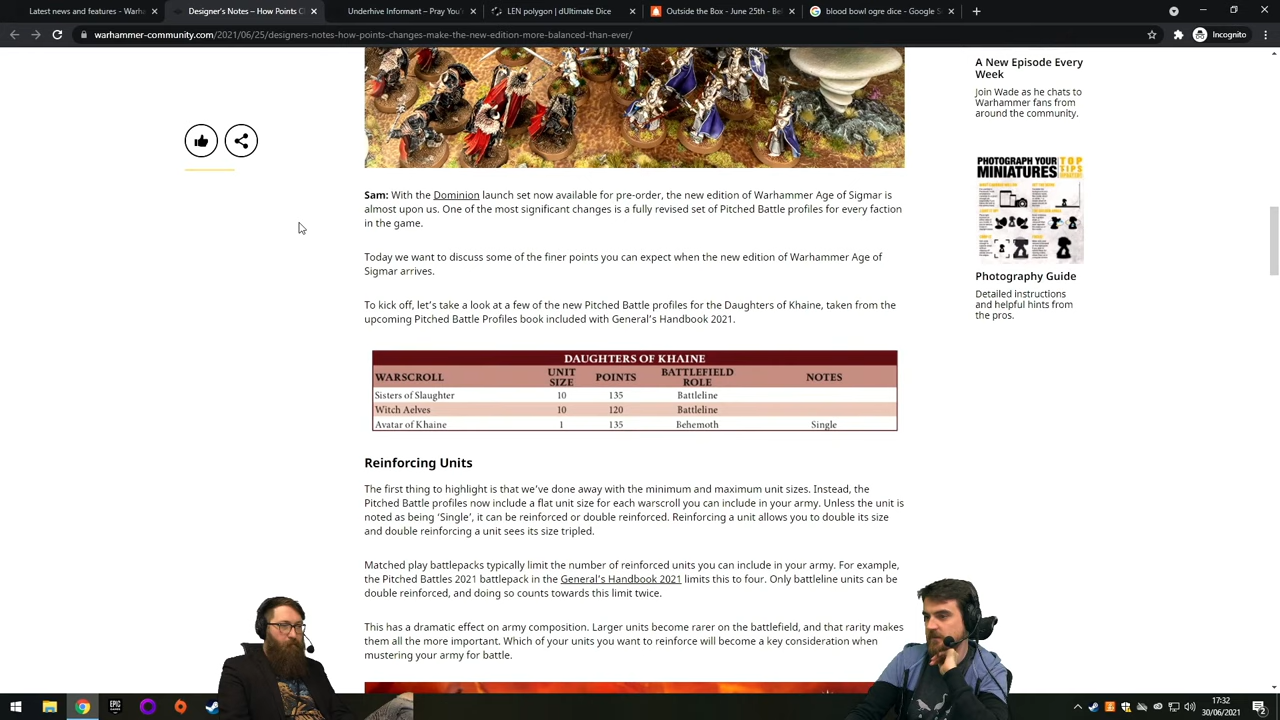 Latest news and features - Warha
Designer's Notes – How Points C
Underhive Informant – Pray You'
LEN polygon | dUltimate Dice
Outside the Box - June 25th - Bel
blood bowl ogre dice - Google S
warhammer-community.com/2021/06/25/designers-notes-how-points-changes-make-the-new-edition-more-balanced-than-ever/
Incognito
A New Episode Every
Week
Join Wade as he chats to
Warhammer fans from
around the community.
PHOTOGRAPH YOUR
MINIATURES
TOP
TIPS
Photography Guide
Detailed instructions
and helpful hints from
the pros.
Sam: With the Dominion launch set now available for pre-order, the new edition of Warhammer Age of Sigmar is
almost upon us. One of the most significant changes is a fully revised set of Pitched Battle profiles for every faction
in the game.
Today we want to discuss some of the finer points you can expect when the new edition of Warhammer Age of
Sigmar arrives.
To kick off, let's take a look at a few of the new Pitched Battle profiles for the Daughters of Khaine, taken from the
upcoming Pitched Battle Profiles book included with General's Handbook 2021.
DAUGHTERS OF KHAINE
WARSCROLL UNIT SIZE POINTS BATTLEFIELD ROLE NOTES
Sisters of Slaughter 10 135 Battleline
Witch Aelves 10 120 Battleline
Avatar of Khaine 1 135 Behemoth Single
Reinforcing Units
The first thing to highlight is that we've done away with the minimum and maximum unit sizes. Instead, the
Pitched Battle profiles now include a flat unit size for each warscroll you can include in your army. Unless the unit is
noted as being 'Single', it can be reinforced or double reinforced. Reinforcing a unit allows you to double its size
and double reinforcing a unit sees its size tripled.
Matched play battlepacks typically limit the number of reinforced units you can include in your army. For example,
the Pitched Battles 2021 battlepack in the General's Handbook 2021 limits this to four. Only battleline units can be
double reinforced, and doing so counts towards this limit twice.
This has a dramatic effect on army composition. Larger units become rarer on the battlefield, and that rarity makes
them all the more important. Which of your units you want to reinforce will become a key consideration when
mustering your army for battle.
EPIC
17:32
30/06/2021
2